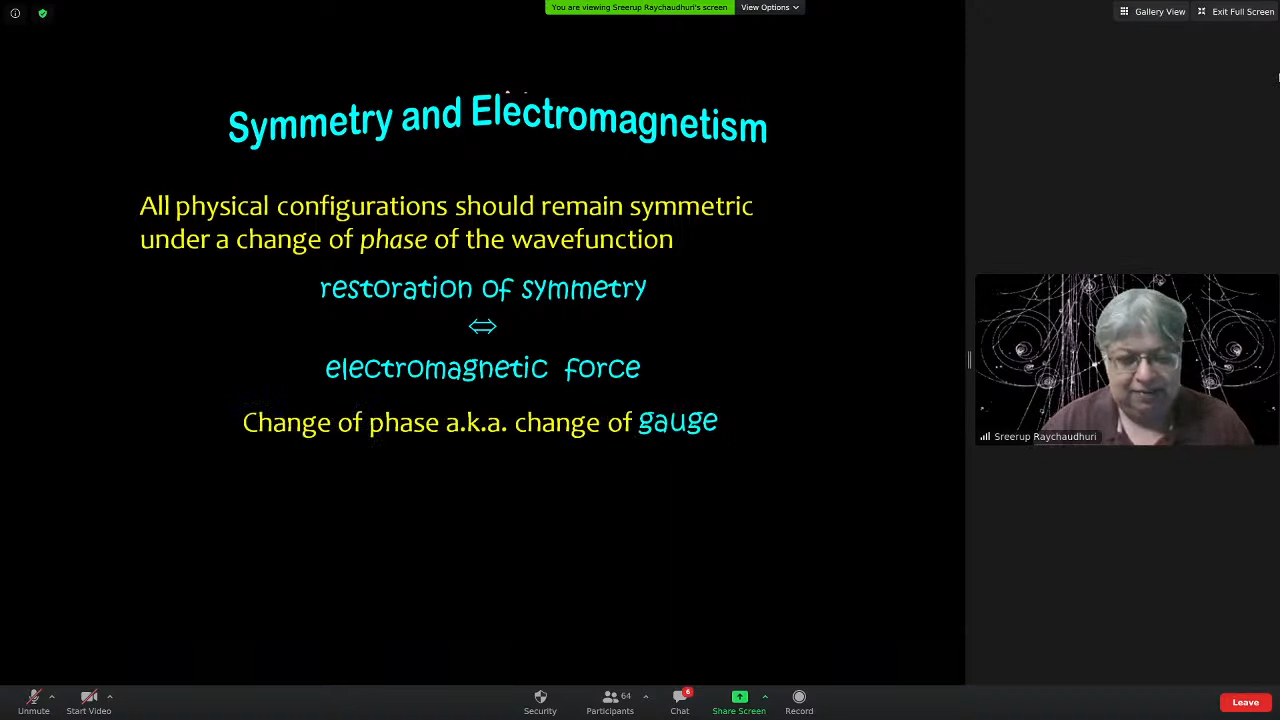 You are viewing Sreerup Raychaudhuri's screen View Options
Gallery View Exit Full Screen
Symmetry and Electromagnetism
All physical configurations should remain symmetric
under a change of phase of the wavefunction
restoration of symmetry
⇔
electromagnetic force
Change of phase a.k.a. change of gauge
Sreerup Raychaudhuri
64
6
Unmute Start Video Security Participants Chat Share Screen Record Leave